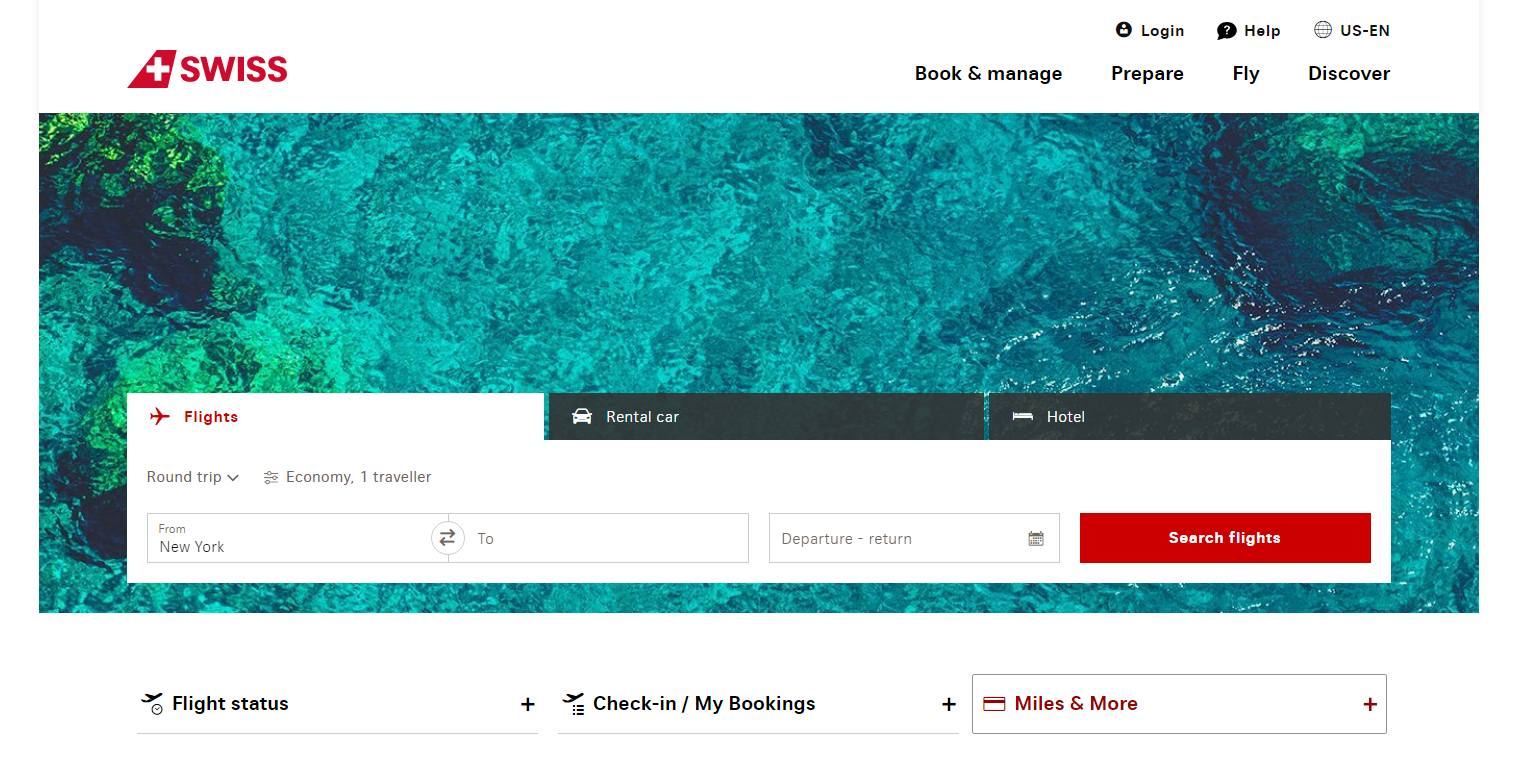 Login
Help
US-EN
SWISS
Book & manage
Prepare
Fly
Discover
Flights
Rental car
Hotel
Round trip
Economy, 1 traveller
From
New York
To
Departure - return
Search flights
Flight status
Check-in / My Bookings
Miles & More